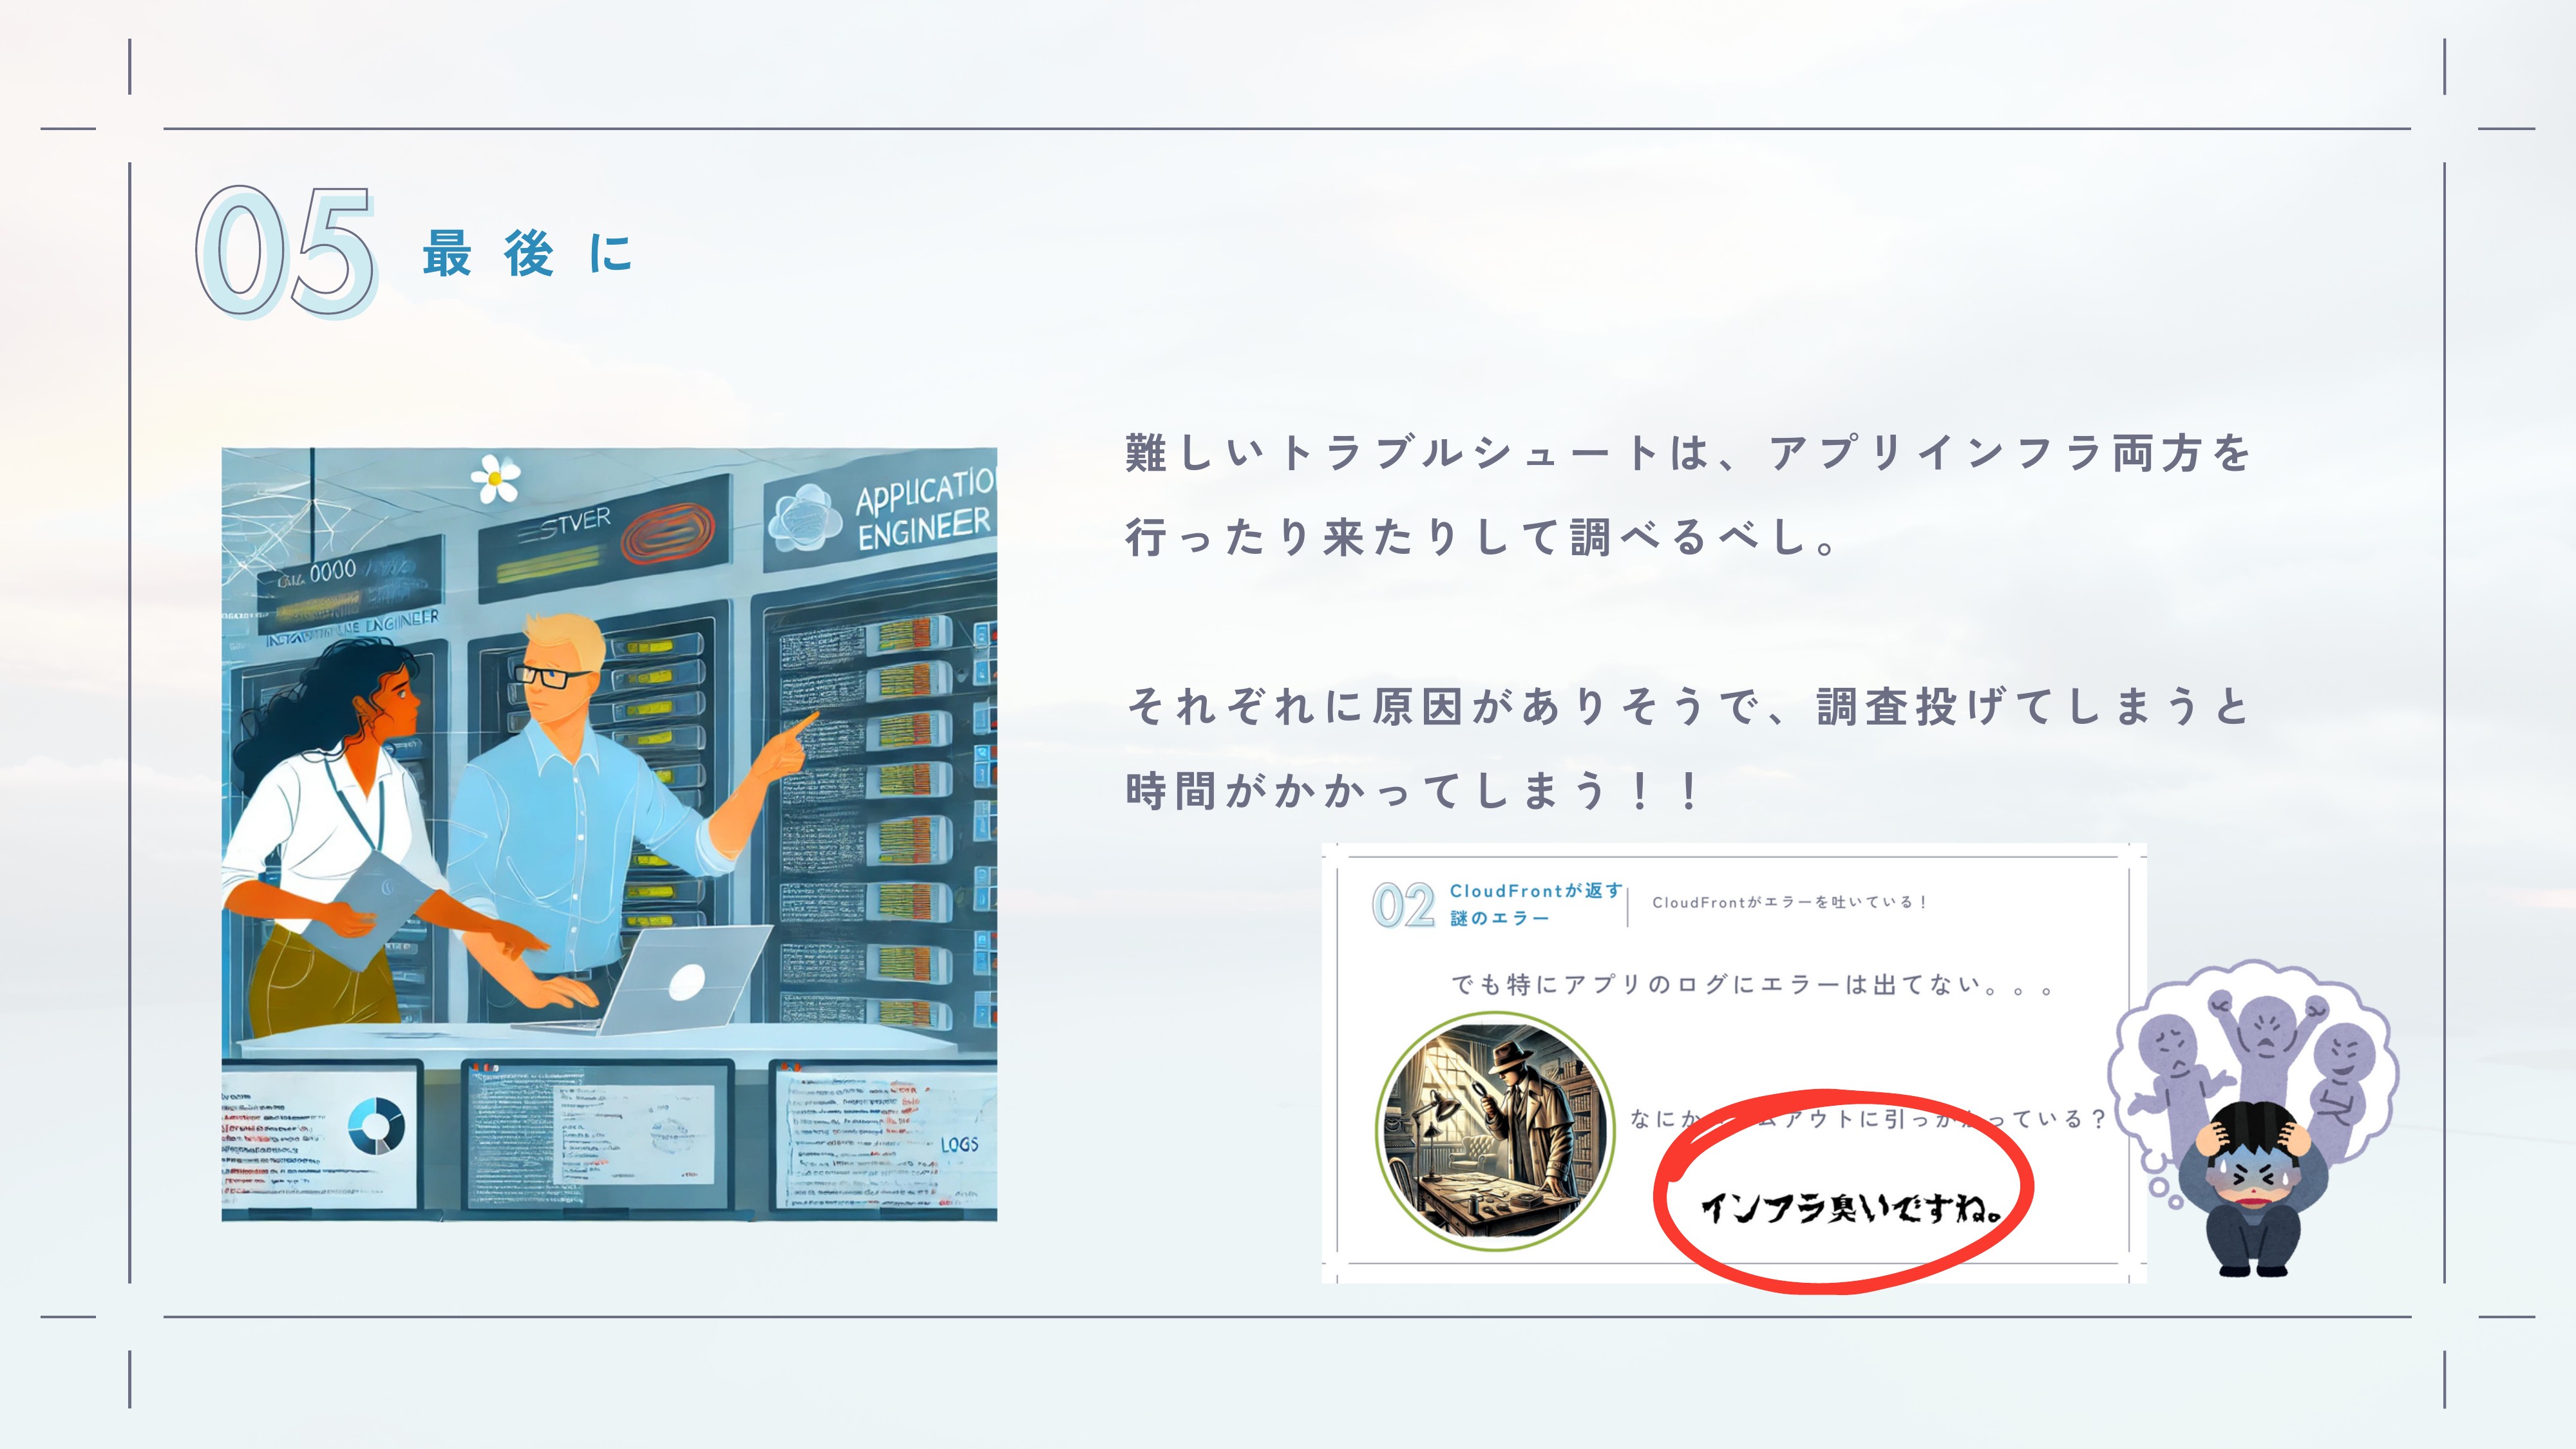 05
最後に
APPLICATIO
ENGINEER
STVER
0000
LOGS
難しいトラブルシュートは、アプリインフラ両方を
行ったり来たりして調べるべし。
それぞれに原因がありそうで、調査投げてしまうと
時間がかかってしまう！！
02
CloudFrontが返す
謎のエラー
CloudFrontがエラーを吐いている！
でも特にアプリのログにエラーは出てない。。。
なにか アウトに引っかかっている？
インフラ臭いですね。